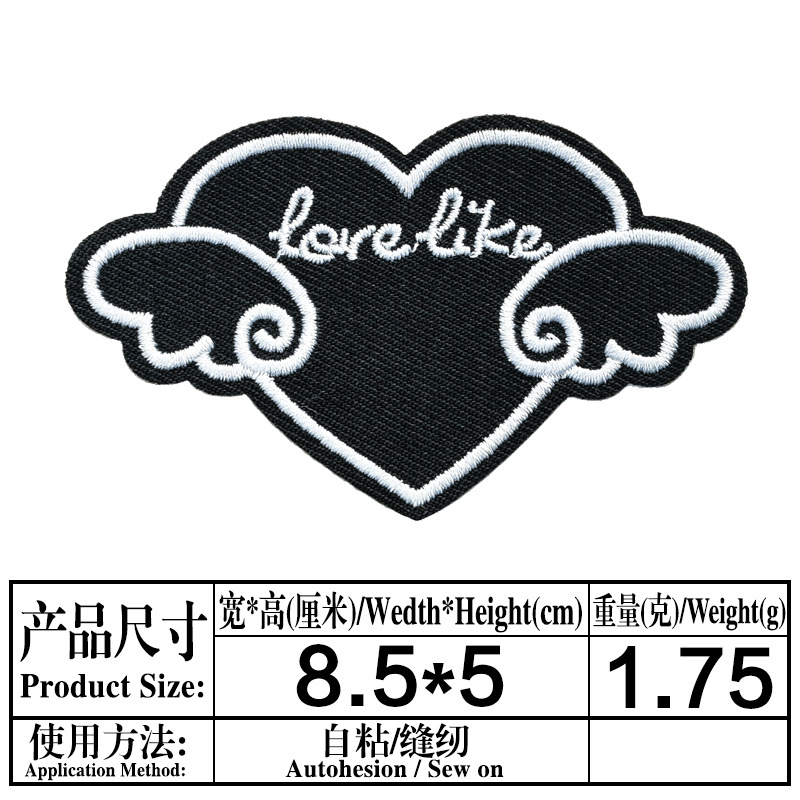 love like
产品尺寸
Product Size:
宽*高(厘米)/Wedth*Height(cm)
8.5*5
重量(克)/Weight(g)
1.75
使用方法:
Application Method:
自粘/缝纫
Autohesion / Sew on